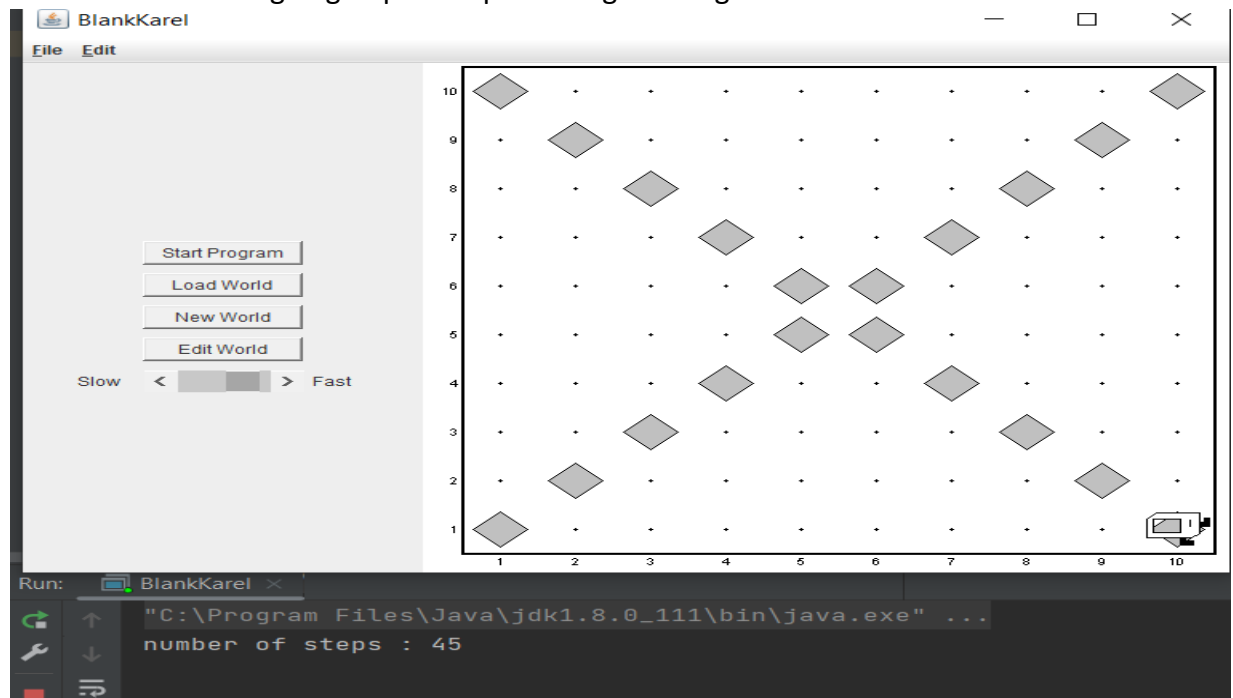 BlankKarel
File Edit
10
9
8
7
Start Program
Load World
6
New World
5
Edit World
Slow < > Fast
4
3
2
1
1 2 3 4 5 6 7 8 9 10
Run: BlankKarel ×
"C:\Program Files\Java\jdk1.8.0_111\bin\java.exe" ...
number of steps : 45